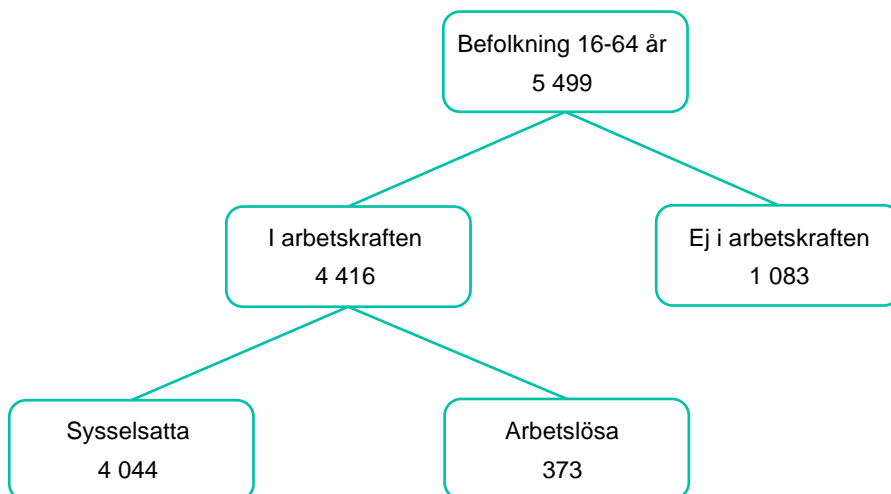 Befolkning 16-64 år
5 499
I arbetskraften
4 416
Ej i arbetskraften
1 083
Sysselsatta
4 044
Arbetslösa
373